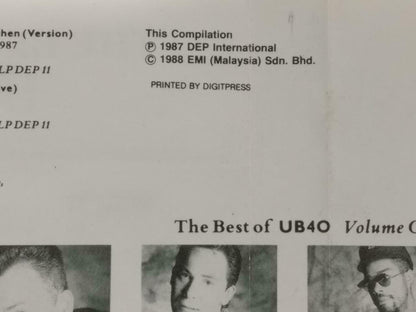 hen (Version)
1987
LP DEP 11
ve)
LP DEP 11
This Compilation
Ⓟ 1987 DEP International
© 1988 EMI (Malaysia) Sdn. Bhd.
PRINTED BY DIGITPRESS
The Best of UB40 Volume